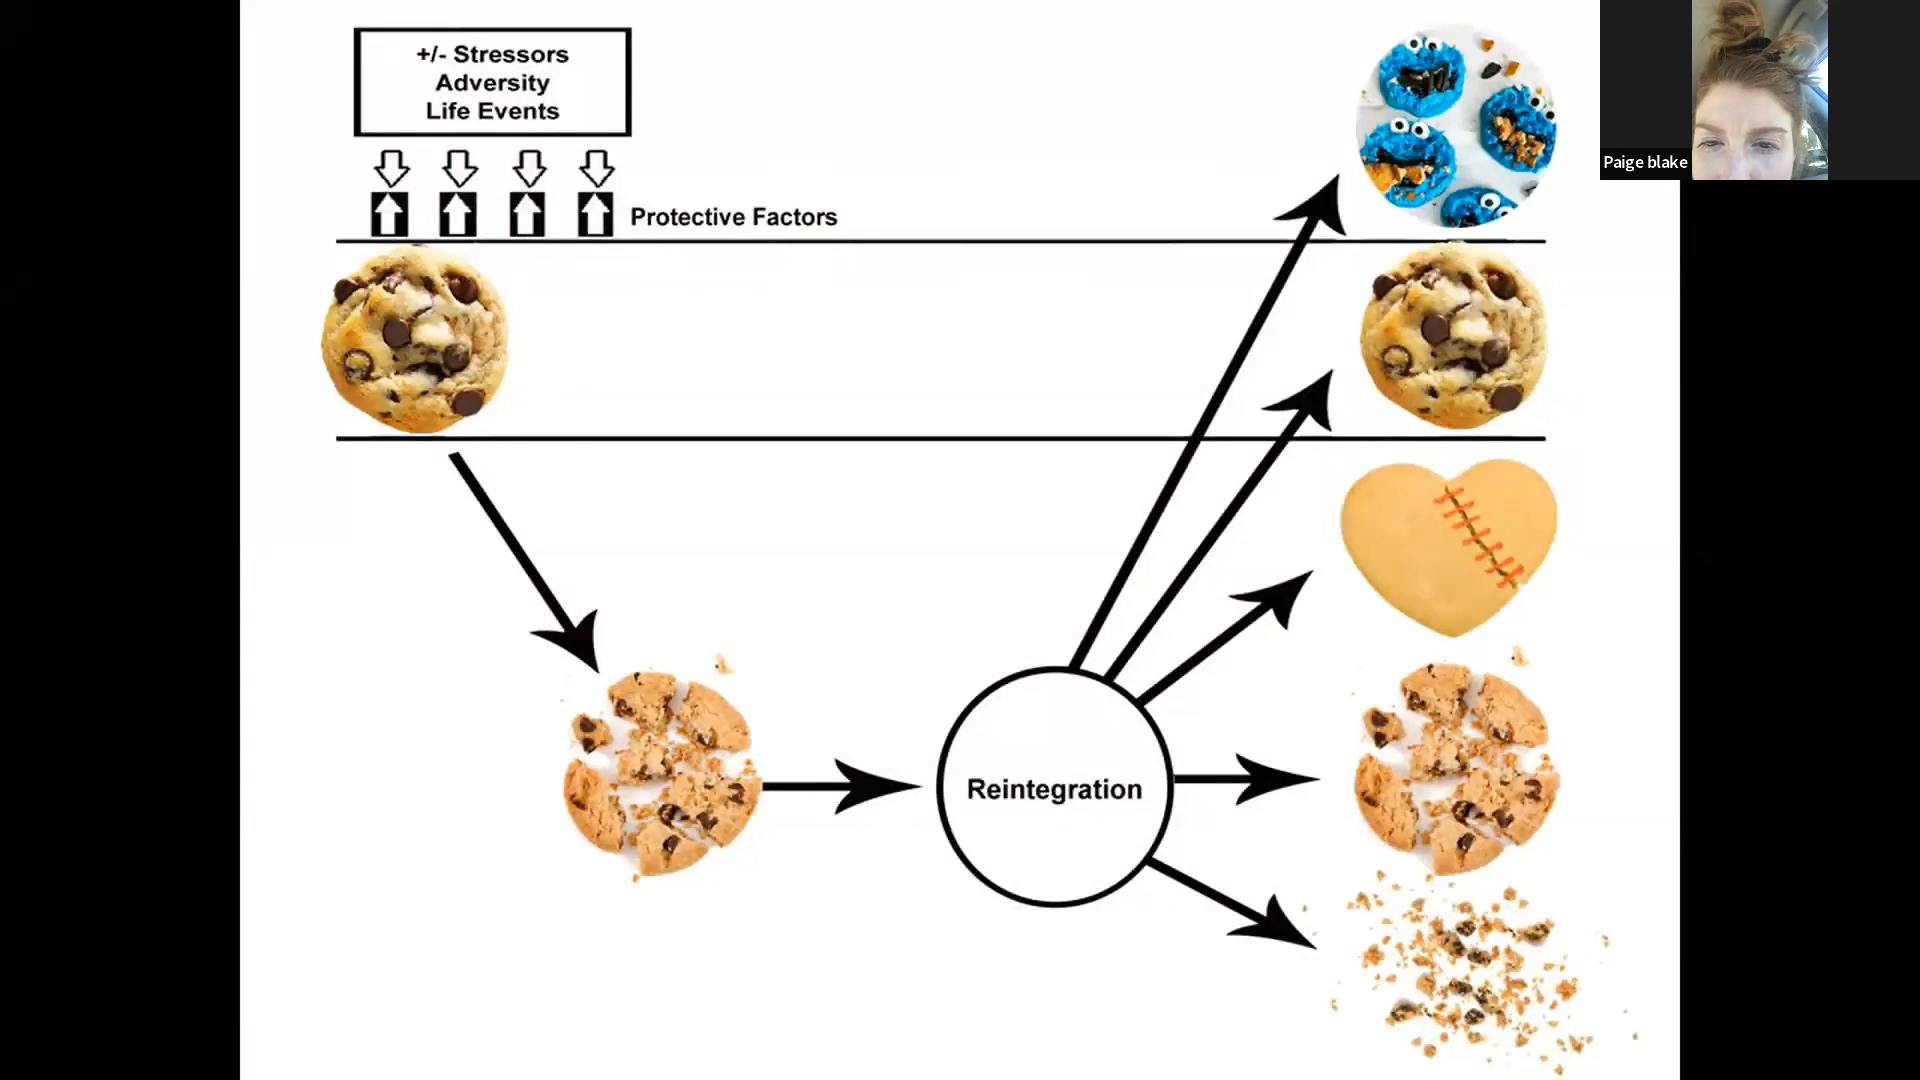 +/- Stressors
Adversity
Life Events
Protective Factors
Reintegration
Paige blake